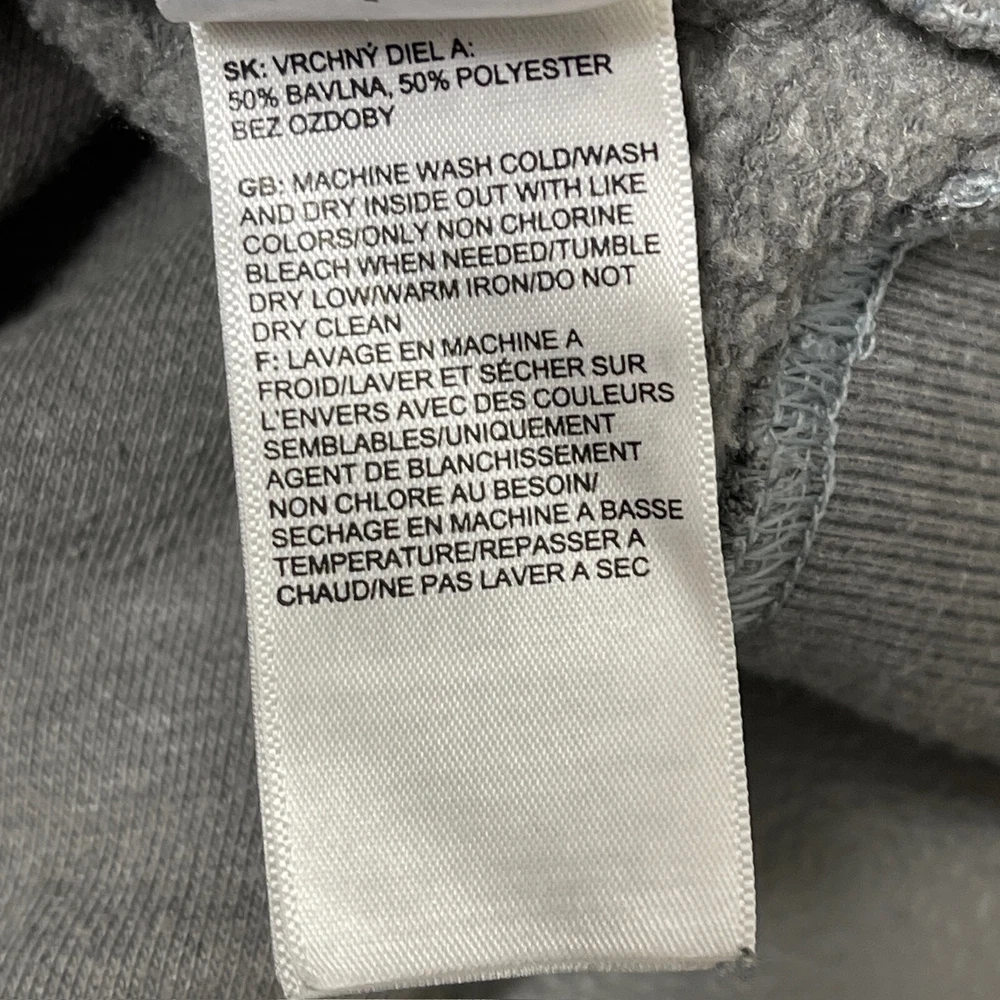 SK: VRCHNÝ DIEL A:
50% BAVLNA, 50% POLYESTER
BEZ OZDOBY
GB: MACHINE WASH COLD/WASH
AND DRY INSIDE OUT WITH LIKE
COLORS/ONLY NON CHLORINE
BLEACH WHEN NEEDED/TUMBLE
DRY LOW/WARM IRON/DO NOT
DRY CLEAN
F: LAVAGE EN MACHINE A
FROID/LAVER ET SÉCHER SUR
L'ENVERS AVEC DES COULEURS
SEMBLABLES/UNIQUEMENT
AGENT DE BLANCHISSEMENT
NON CHLORE AU BESOIN/
SECHAGE EN MACHINE A BASSE
TEMPERATURE/REPASSER A
CHAUD/NE PAS LAVER A SEC